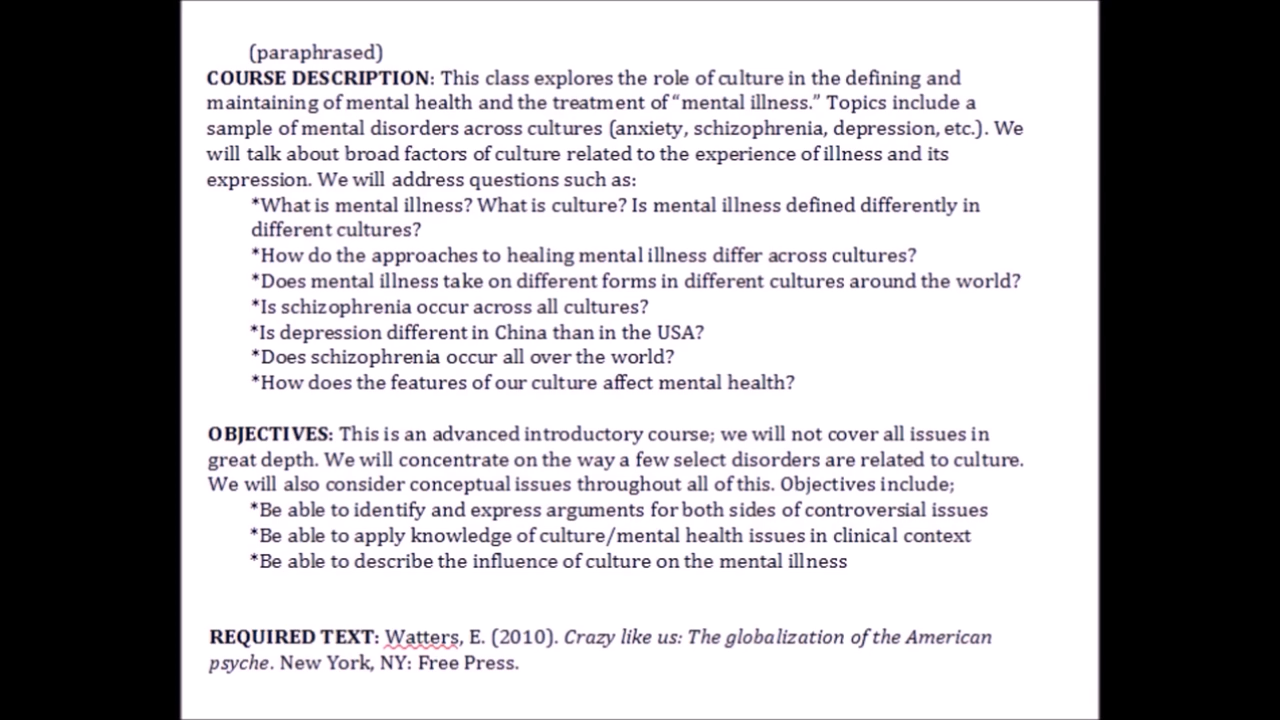 (paraphrased)
COURSE DESCRIPTION: This class explores the role of culture in the defining and
maintaining of mental health and the treatment of “mental illness.” Topics include a
sample of mental disorders across cultures (anxiety, schizophrenia, depression, etc.). We
will talk about broad factors of culture related to the experience of illness and its
expression. We will address questions such as:
*What is mental illness? What is culture? Is mental illness defined differently in
different cultures?
*How do the approaches to healing mental illness differ across cultures?
*Does mental illness take on different forms in different cultures around the world?
*Is schizophrenia occur across all cultures?
*Is depression different in China than in the USA?
*Does schizophrenia occur all over the world?
*How does the features of our culture affect mental health?
OBJECTIVES: This is an advanced introductory course; we will not cover all issues in
great depth. We will concentrate on the way a few select disorders are related to culture.
We will also consider conceptual issues throughout all of this. Objectives include;
*Be able to identify and express arguments for both sides of controversial issues
*Be able to apply knowledge of culture/mental health issues in clinical context
*Be able to describe the influence of culture on the mental illness
REQUIRED TEXT: Watters, E. (2010). Crazy like us: The globalization of the American
psyche. New York, NY: Free Press.